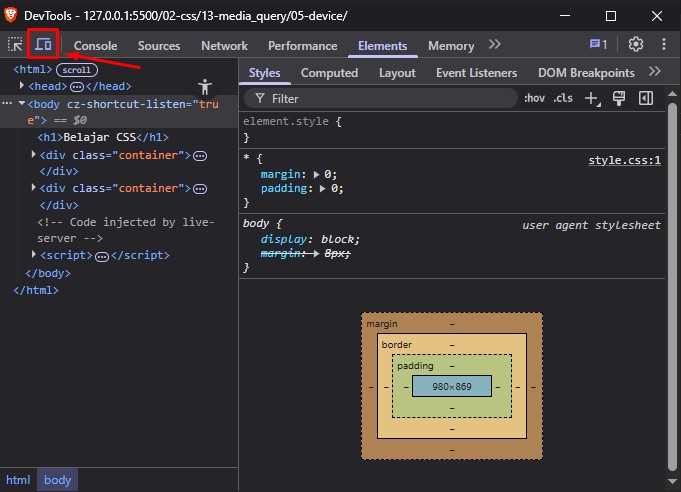 DevTools - 127.0.0.1:5500/02-css/13-media_query/05-device/
Console Sources Network Performance Elements Memory 1
<html> scroll
<head> </head>
<body cz-shortcut-listen="tru
e"> == $0
<h1>Belajar CSS</h1>
<div class="container">
</div>
<div class="container">
</div>
<!-- Code injected by live-
server -->
<script> </script>
</body>
</html>
html body
Styles Computed Layout Event Listeners DOM Breakpoints
Filter :hov .cls
element.style {
}
* { style.css:1
margin: 0;
padding: 0;
}
body { user agent stylesheet
display: block;
margin: 8px;
}
margin –
border –
padding –
– – – 980×869 – – –
–
–
–